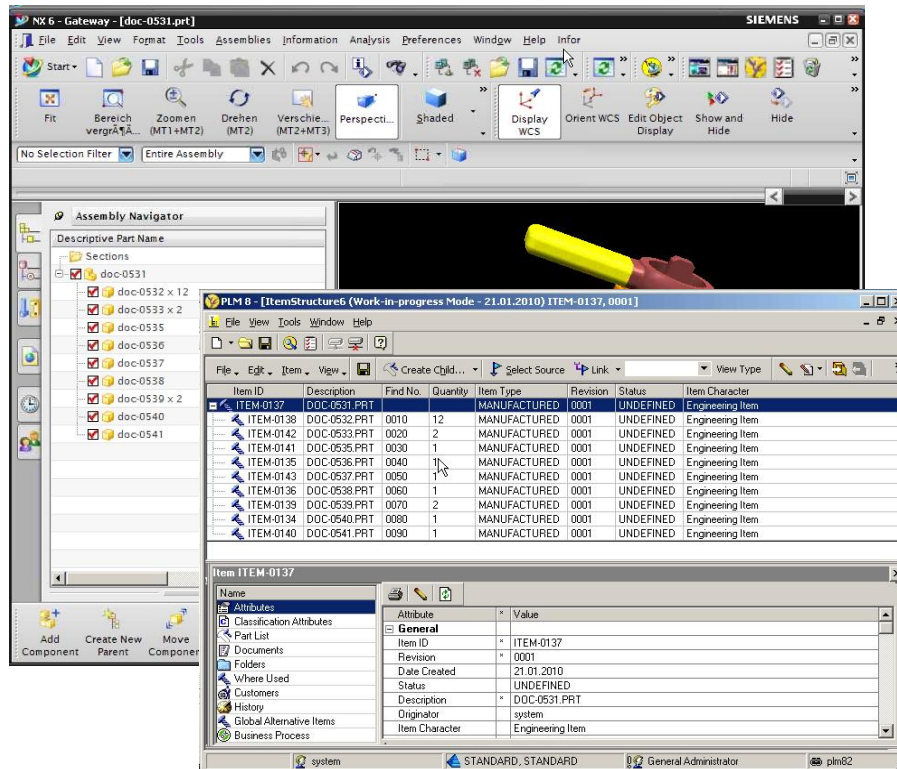 NX 6 - Gateway - [doc-0531.prt] SIEMENS
File Edit View Format Tools Assemblies Information Analysis Preferences Window Help Infor
Start
Fit Bereich vergrÃ¶Ã... Zoomen (MT1+MT2) Drehen (MT2) Verschie... (MT2+MT3) Perspecti... Shaded Display WCS Orient WCS Edit Object Display Show and Hide Hide
No Selection Filter Entire Assembly
Assembly Navigator
Descriptive Part Name
Sections
doc-0531
doc-0532 x 12
doc-0533 x 2
doc-0535
doc-0536
doc-0537
doc-0538
doc-0539 x 2
doc-0540
doc-0541
Add Component Create New Parent Move
PLM 8 - [ItemStructure6 (Work-in-progress Mode - 21.01.2010) ITEM-0137, 0001]
File View Tools Window Help
File Edit Item View Create Child... Select Source Link View Type
Item ID Description Find No. Quantity Item Type Revision Status Item Character
ITEM-0137 DOC-0531.PRT MANUFACTURED 0001 UNDEFINED Engineering Item
ITEM-0138 DOC-0532.PRT 0010 12 MANUFACTURED 0001 UNDEFINED Engineering Item
ITEM-0142 DOC-0533.PRT 0020 2 MANUFACTURED 0001 UNDEFINED Engineering Item
ITEM-0141 DOC-0535.PRT 0030 1 MANUFACTURED 0001 UNDEFINED Engineering Item
ITEM-0135 DOC-0536.PRT 0040 1 MANUFACTURED 0001 UNDEFINED Engineering Item
ITEM-0143 DOC-0537.PRT 0050 1 MANUFACTURED 0001 UNDEFINED Engineering Item
ITEM-0136 DOC-0538.PRT 0060 1 MANUFACTURED 0001 UNDEFINED Engineering Item
ITEM-0139 DOC-0539.PRT 0070 2 MANUFACTURED 0001 UNDEFINED Engineering Item
ITEM-0134 DOC-0540.PRT 0080 1 MANUFACTURED 0001 UNDEFINED Engineering Item
ITEM-0140 DOC-0541.PRT 0090 1 MANUFACTURED 0001 UNDEFINED Engineering Item
Item ITEM-0137
Name
Attributes
Classification Attributes
Part List
Documents
Folders
Where Used
Customers
History
Global Alternative Items
Business Process
Attribute * Value
General
Item ID * ITEM-0137
Revision * 0001
Date Created 21.01.2010
Status UNDEFINED
Description * DOC-0531.PRT
Originator system
Item Character Engineering Item
system STANDARD, STANDARD General Administrator plm82